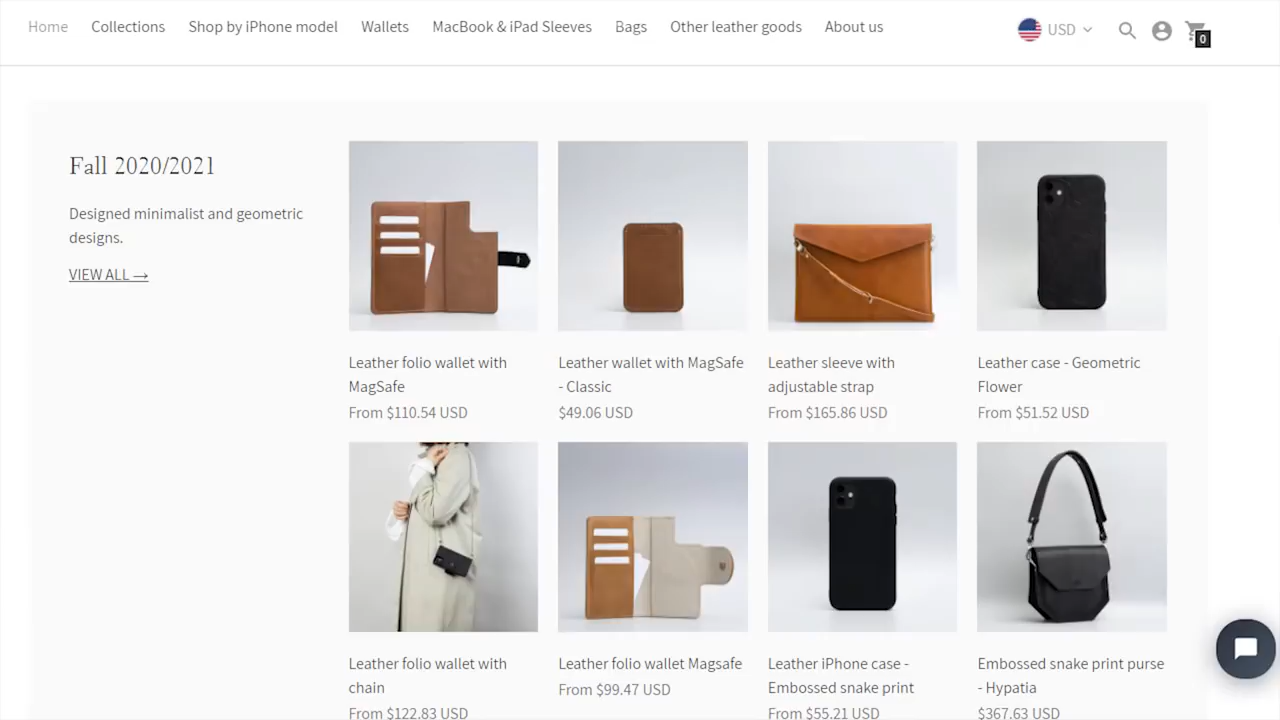 Home Collections Shop by iPhone model Wallets MacBook & iPad Sleeves Bags Other leather goods About us USD
0
Fall 2020/2021
Designed minimalist and geometric
designs.
VIEW ALL →
Leather folio wallet with
MagSafe
From $110.54 USD
Leather wallet with MagSafe
- Classic
$49.06 USD
Leather sleeve with
adjustable strap
From $165.86 USD
Leather case - Geometric
Flower
From $51.52 USD
Leather folio wallet with
chain
From $122.83 USD
Leather folio wallet Magsafe
From $99.47 USD
Leather iPhone case -
Embossed snake print
From $55.21 USD
Embossed snake print purse
- Hypatia
$367.63 USD